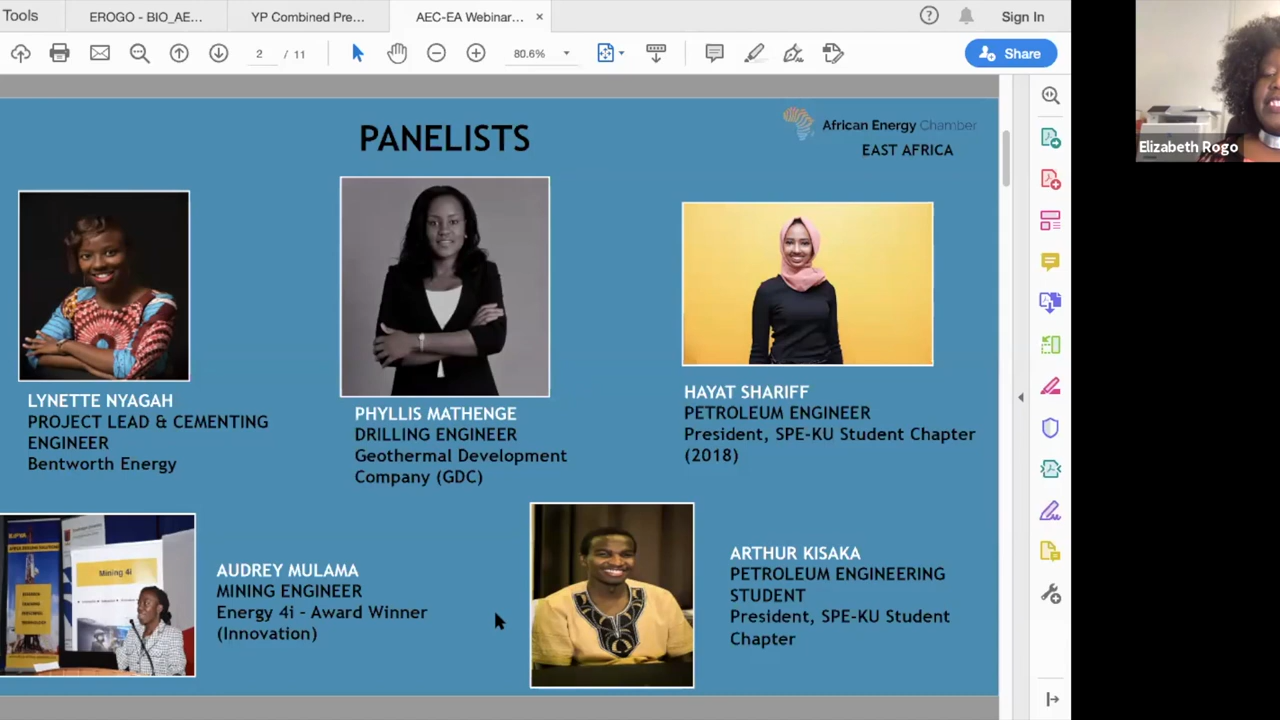 Tools
EROGO - BIO_AE...
YP Combined Pre...
AEC-EA Webinar...
Sign In
2 / 11
80.6%
Share
PANELISTS
African Energy Chamber
EAST AFRICA
Elizabeth Rogo
LYNETTE NYAGAH
PROJECT LEAD & CEMENTING
ENGINEER
Bentworth Energy
PHYLLIS MATHENGE
DRILLING ENGINEER
Geothermal Development
Company (GDC)
HAYAT SHARIFF
PETROLEUM ENGINEER
President, SPE-KU Student Chapter
(2018)
Mining 4i
AUDREY MULAMA
MINING ENGINEER
Energy 4i - Award Winner
(Innovation)
ARTHUR KISAKA
PETROLEUM ENGINEERING
STUDENT
President, SPE-KU Student
Chapter